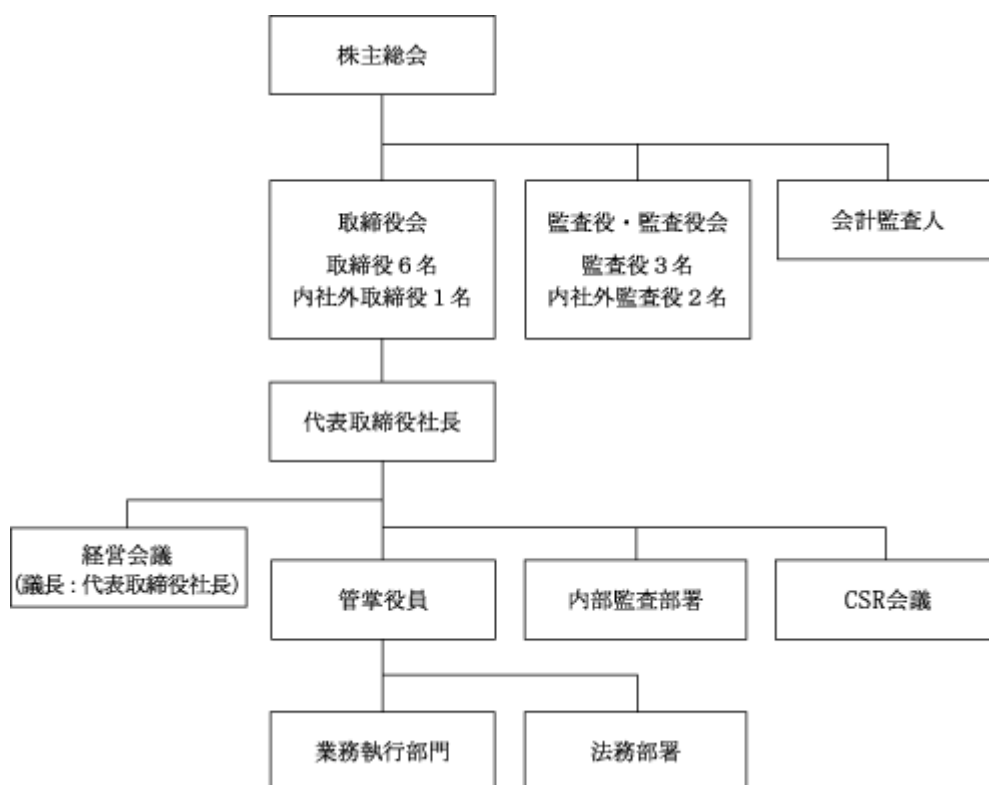 株主総会
取締役会
取締役6名
内社外取締役1名
監査役・監査役会
監査役3名
内社外監査役2名
会計監査人
代表取締役社長
経営会議
(議長:代表取締役社長)
管掌役員
内部監査部署
CSR会議
業務執行部門
法務部署